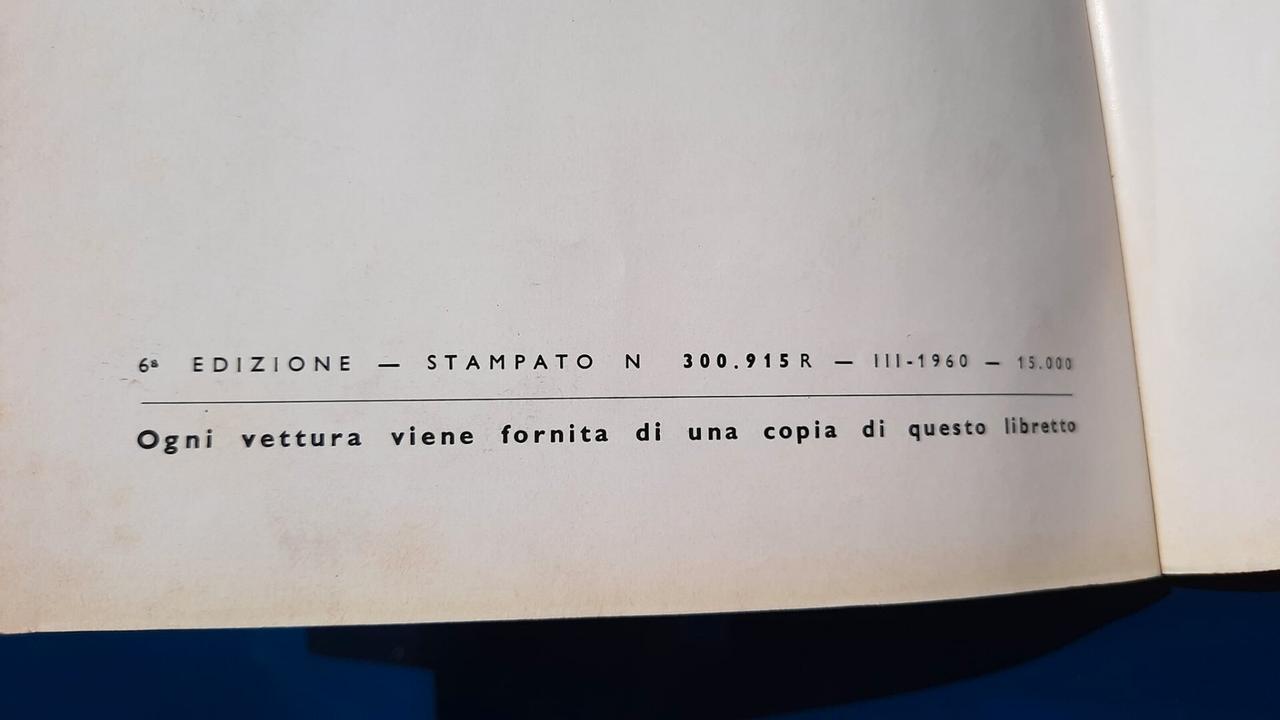 6ª EDIZIONE — STAMPATO N 300.915 R — III-1960 — 15.000
Ogni vettura viene fornita di una copia di questo libretto